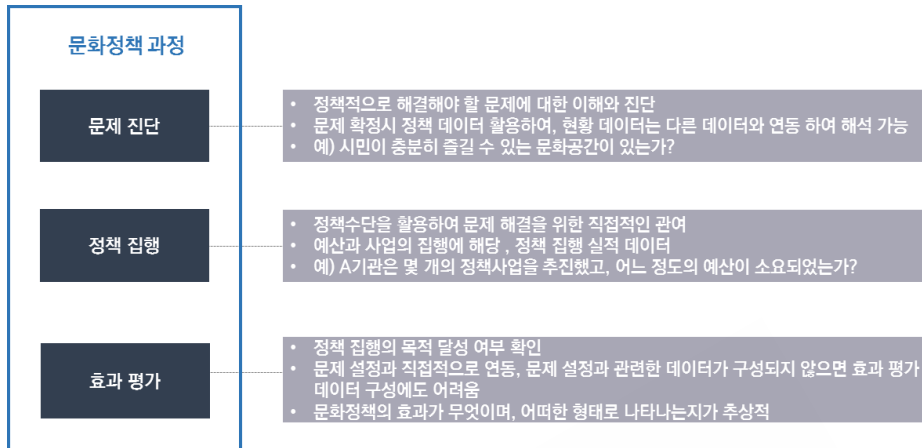 문화정책 과정
문제 진단
• 정책적으로 해결해야 할 문제에 대한 이해와 진단
• 문제 확정시 정책 데이터 활용하여, 현황 데이터는 다른 데이터와 연동 하여 해석 가능
• 예) 시민이 충분히 즐길 수 있는 문화공간이 있는가?
정책 집행
• 정책수단을 활용하여 문제 해결을 위한 직접적인 관여
• 예산과 사업의 집행에 해당 , 정책 집행 실적 데이터
• 예) A기관은 몇 개의 정책사업을 추진했고, 어느 정도의 예산이 소요되었는가?
효과 평가
• 정책 집행의 목적 달성 여부 확인
• 문제 설정과 직접적으로 연동, 문제 설정과 관련한 데이터가 구성되지 않으면 효과 평가
데이터 구성에도 어려움
• 문화정책의 효과가 무엇이며, 어떠한 형태로 나타나는지가 추상적